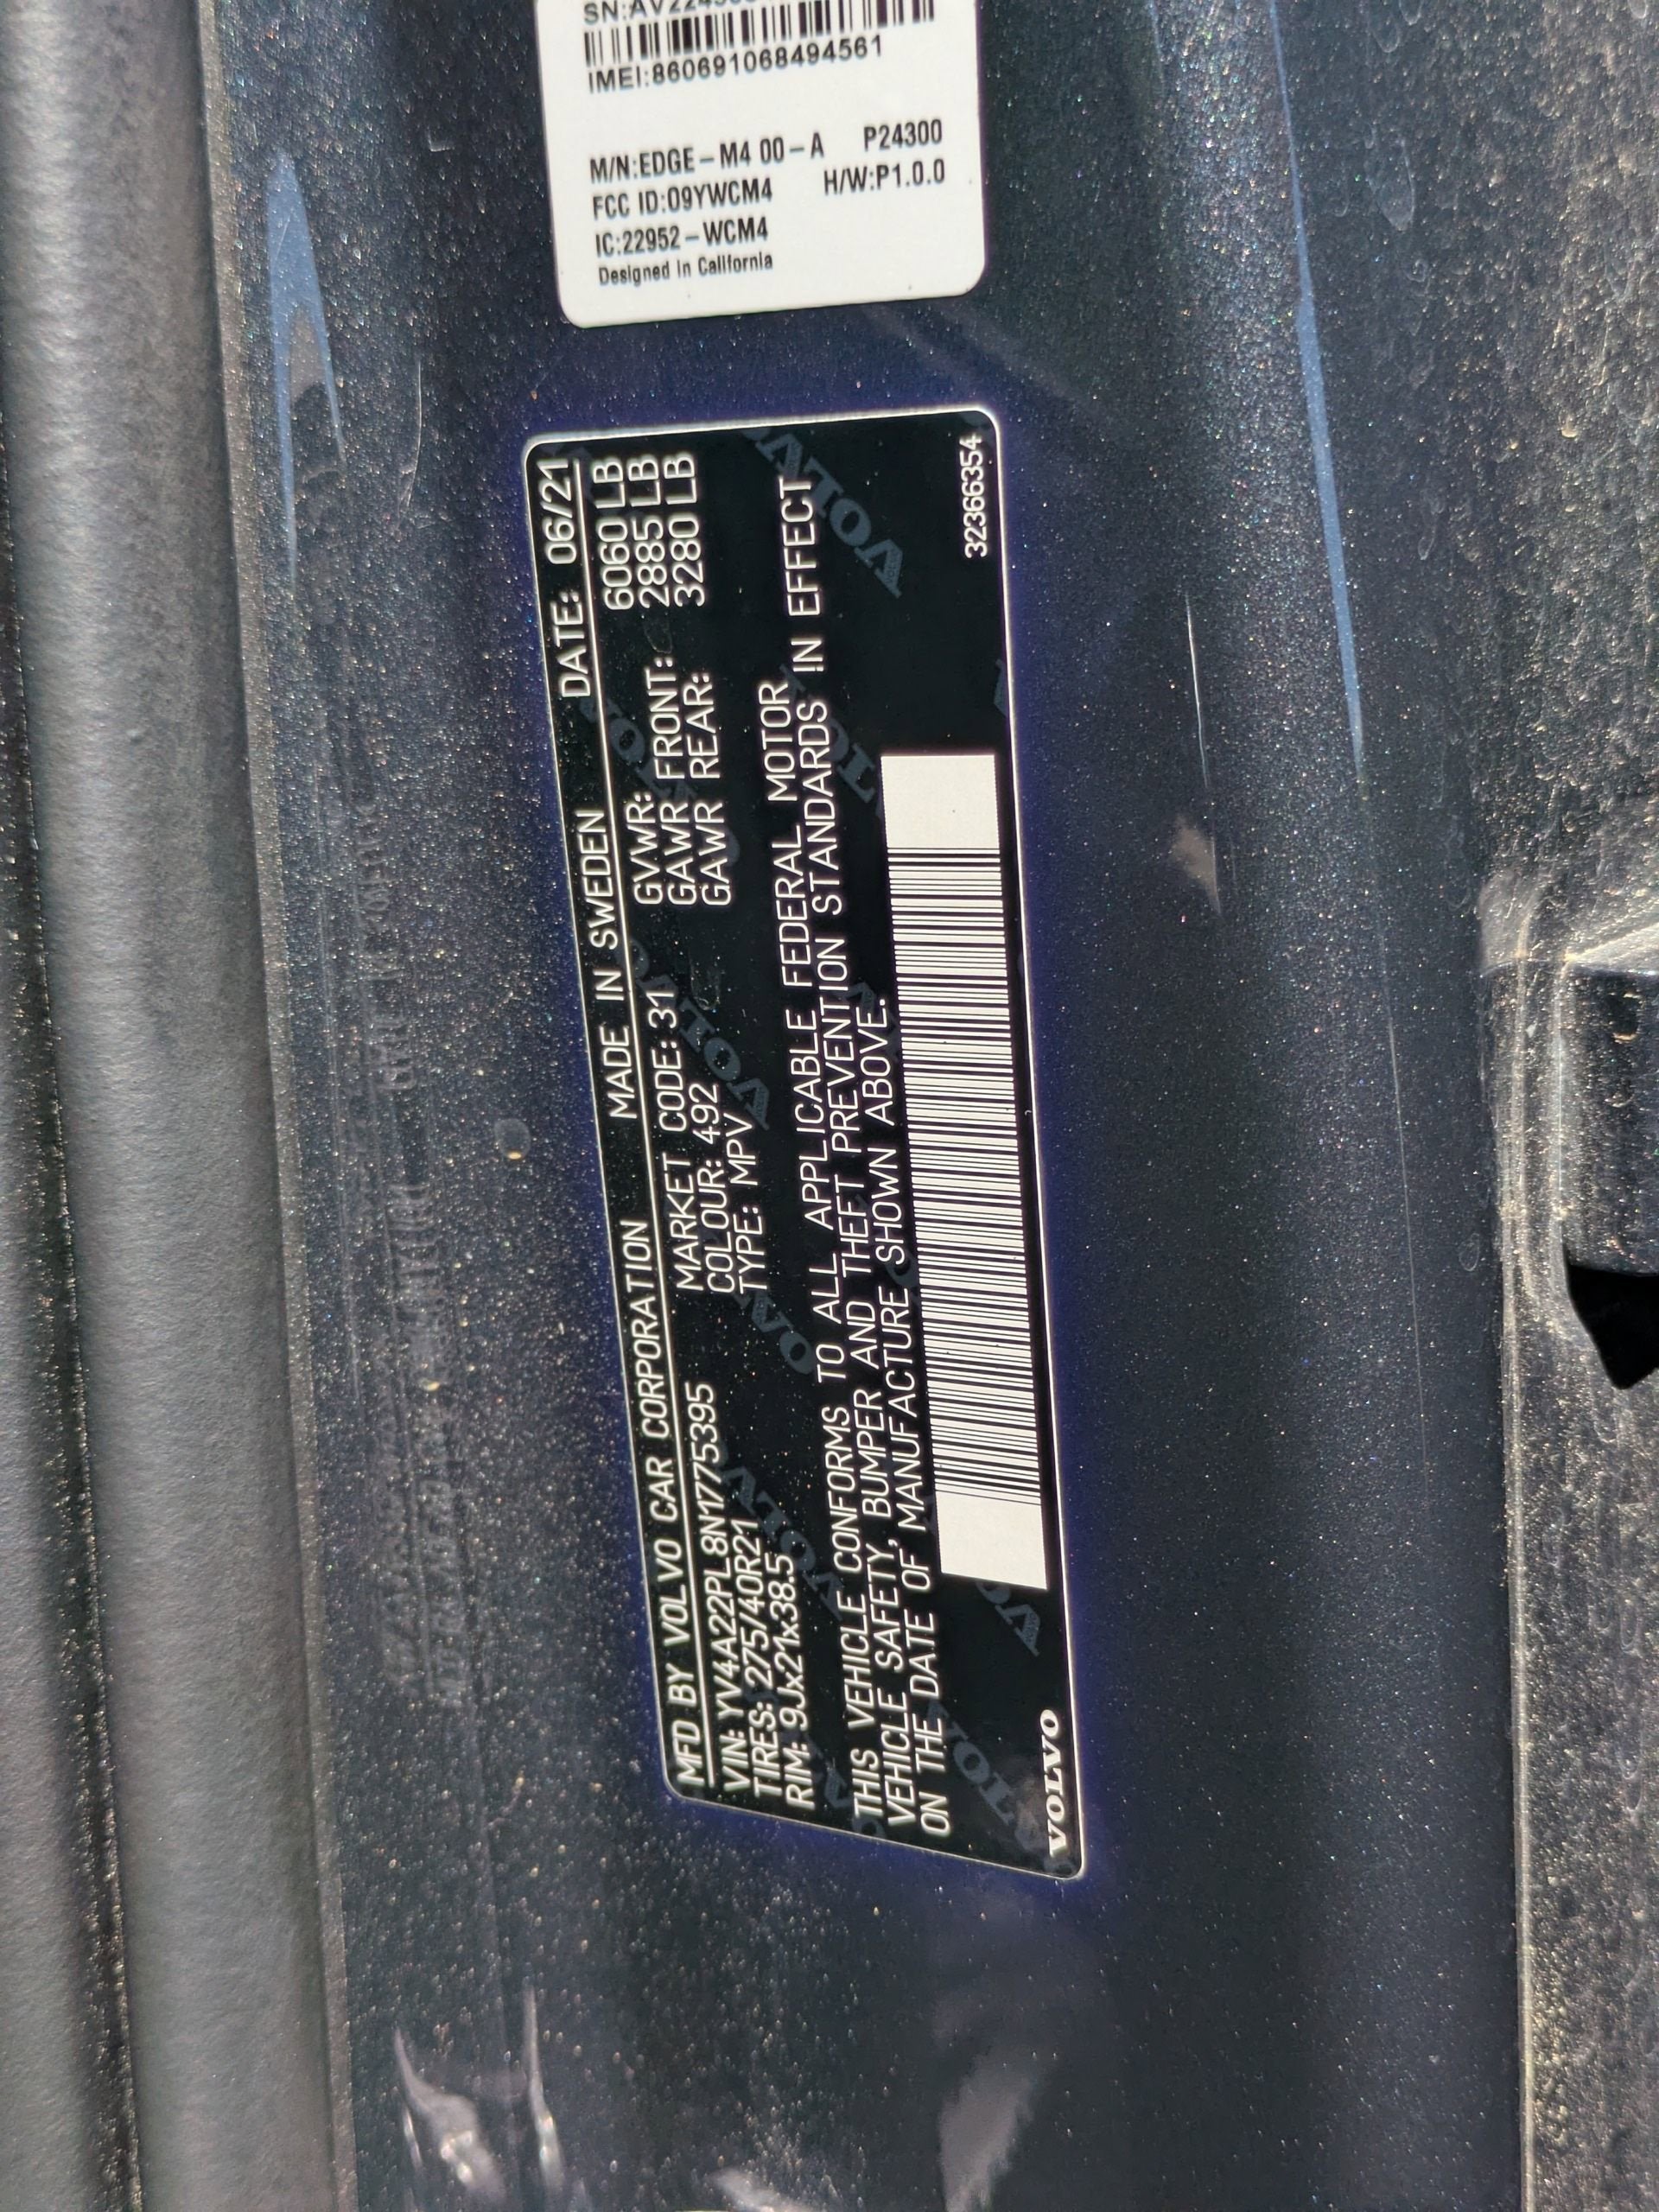 IMEI:860691068494561
M/N:EDGE-M4 00-A P24300
FCC ID:O9YWCM4 H/W:P1.0.0
IC:22952-WCM4
Designed In California
MFD BY VOLVO CAR CORPORATION MADE IN SWEDEN DATE: 06/21
VIN: YV4A22PL8N1775395 MARKET CODE: 31 GVWR: 6060 LB
TIRES: 275/40R21 COLOUR: 492 GAWR FRONT: 2885 LB
RIM: 9Jx21x38.5 TYPE: MPV GAWR REAR: 3280 LB
THIS VEHICLE CONFORMS TO ALL APPLICABLE FEDERAL MOTOR
VEHICLE SAFETY, BUMPER AND THEFT PREVENTION STANDARDS IN EFFECT
ON THE DATE OF MANUFACTURE SHOWN ABOVE.
VOLVO 32366354